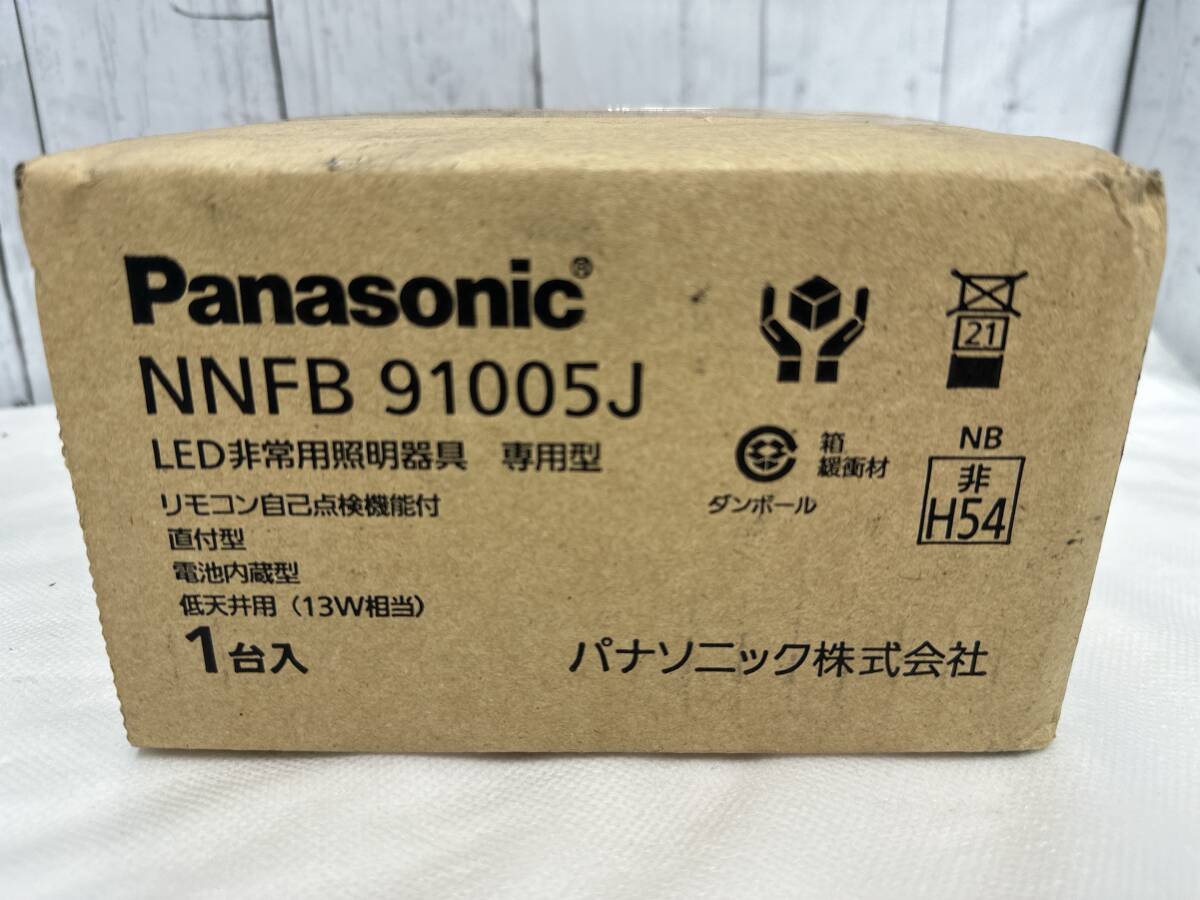 Panasonic®
NNFB 91005J
LED非常用照明器具 専用型
リモコン自己点検機能付
直付型
電池内蔵型
低天井用（13W相当）
1台入
21
箱
緩衝材
ダンボール
NB
非
H54
パナソニック株式会社